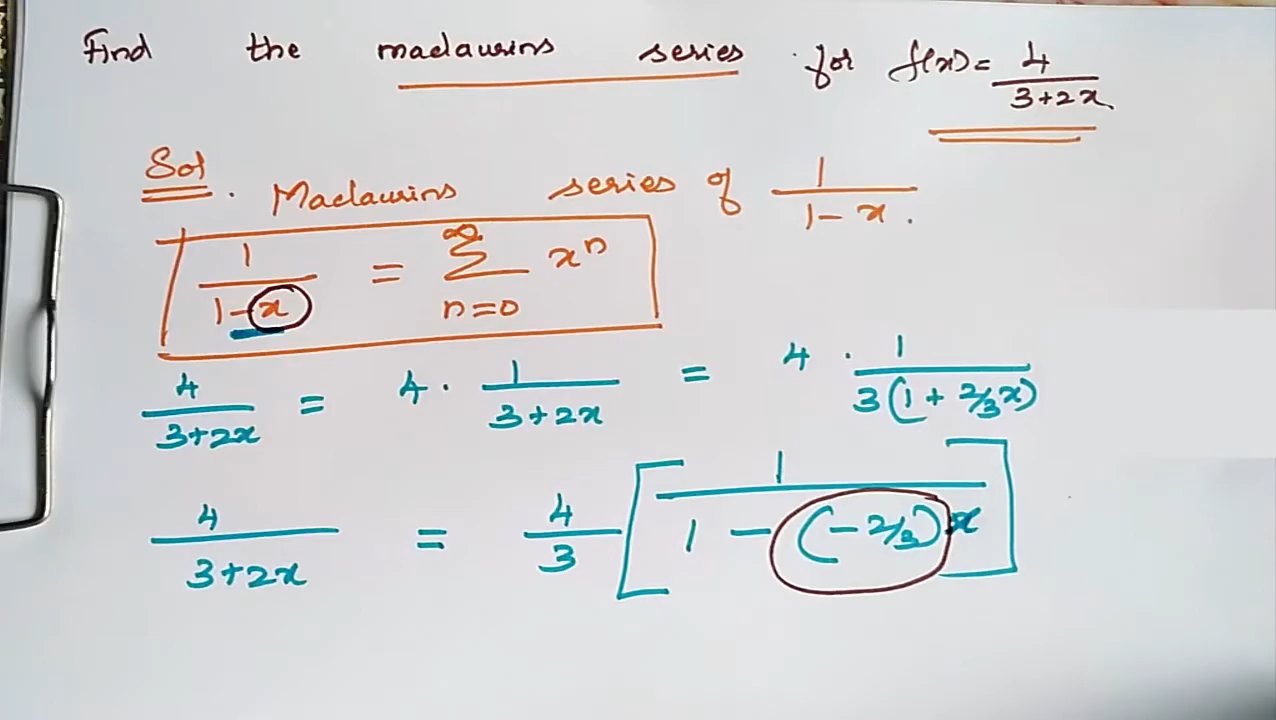 Find the maclaurins series for f(x) = 4/(3+2x).
Sol. Maclaurins series of 1/(1-x).
1/(1-x) = ∑_{n=0}^{∞} x^n
4/(3+2x) = 4 · 1/(3+2x) = 4 · 1/(3(1 + 2/3x))
4/(3+2x) = 4/3 [1/(1 - (-2/3)x)]